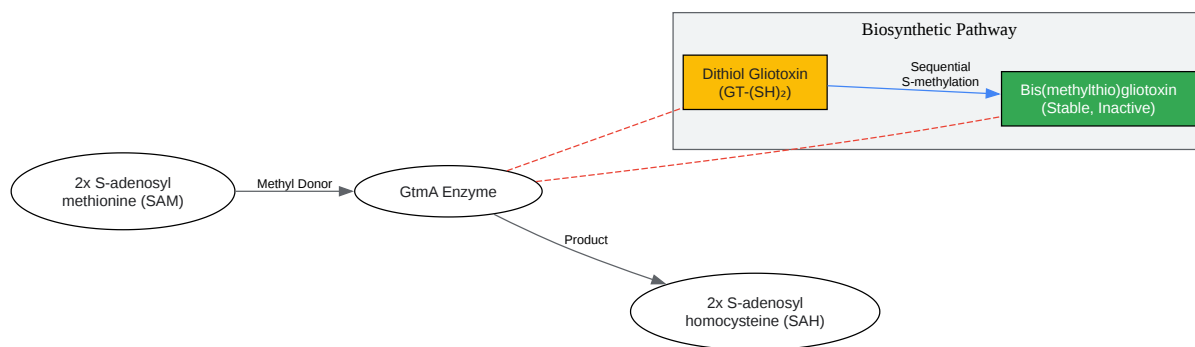 Biosynthetic Pathway
Dithiol Gliotoxin
(GT-(SH)₂)
Sequential
S-methylation
Bis(methylthio)gliotoxin
(Stable, Inactive)
2x S-adenosyl
methionine (SAM)
Methyl Donor
GtmA Enzyme
Product
2x S-adenosyl
homocysteine (SAH)